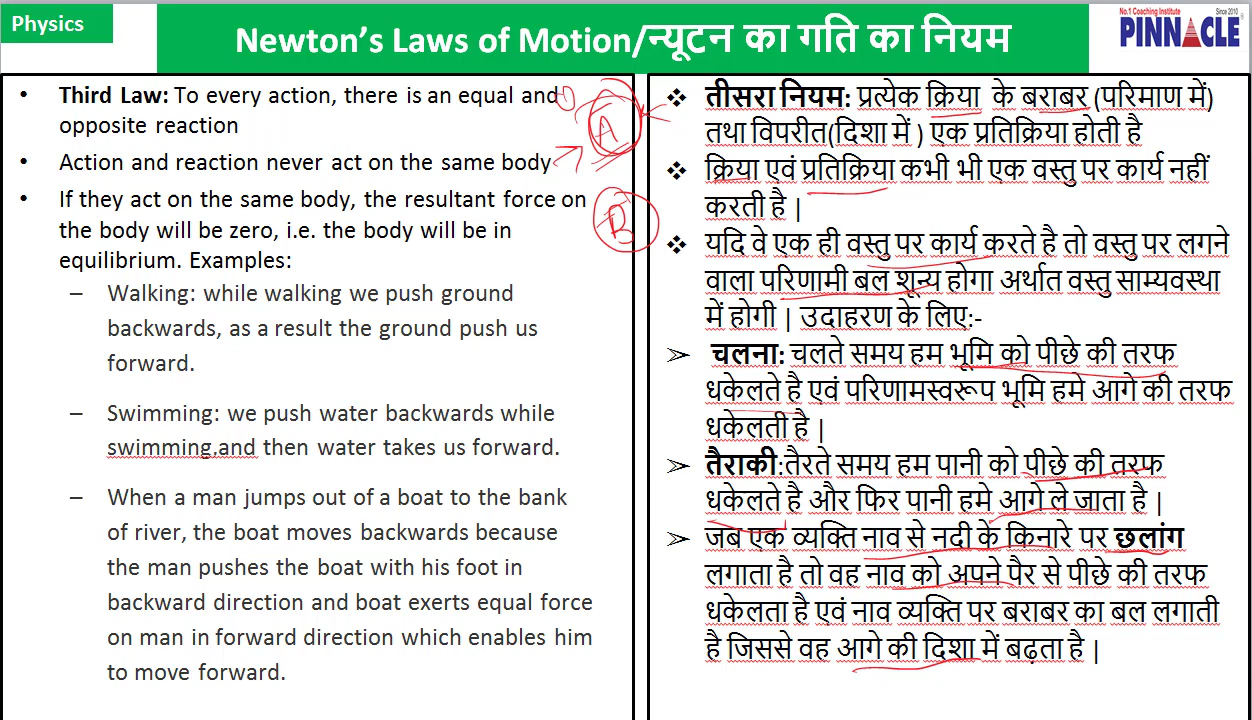 Physics
Newton's Laws of Motion/न्यूटन का गति का नियम
No.1 Coaching Institute
Since 2010
PINNACLE
• Third Law: To every action, there is an equal and
opposite reaction
• Action and reaction never act on the same body
• If they act on the same body, the resultant force on
the body will be zero, i.e. the body will be in
equilibrium. Examples:
– Walking: while walking we push ground
backwards, as a result the ground push us
forward.
– Swimming: we push water backwards while
swimming,and then water takes us forward.
– When a man jumps out of a boat to the bank
of river, the boat moves backwards because
the man pushes the boat with his foot in
backward direction and boat exerts equal force
on man in forward direction which enables him
to move forward.
A
B
❖ तीसरा नियम: प्रत्येक क्रिया के बराबर (परिमाण में)
तथा विपरीत(दिशा में ) एक प्रतिक्रिया होती है
❖ क्रिया एवं प्रतिक्रिया कभी भी एक वस्तु पर कार्य नहीं
करती है |
❖ यदि वे एक ही वस्तु पर कार्य करते है तो वस्तु पर लगने
वाला परिणामी बल शून्य होगा अर्थात वस्तु साम्यवस्था
में होगी | उदाहरण के लिए:-
➢ चलना: चलते समय हम भूमि को पीछे की तरफ
धकेलते है एवं परिणामस्वरूप भूमि हमे आगे की तरफ
धकेलती है |
➢ तैराकी:तैरते समय हम पानी को पीछे की तरफ
धकेलते है और फिर पानी हमे आगे ले जाता है |
➢ जब एक व्यक्ति नाव से नदी के किनारे पर छलांग
लगाता है तो वह नाव को अपने पैर से पीछे की तरफ
धकेलता है एवं नाव व्यक्ति पर बराबर का बल लगाती
है जिससे वह आगे की दिशा में बढ़ता है |